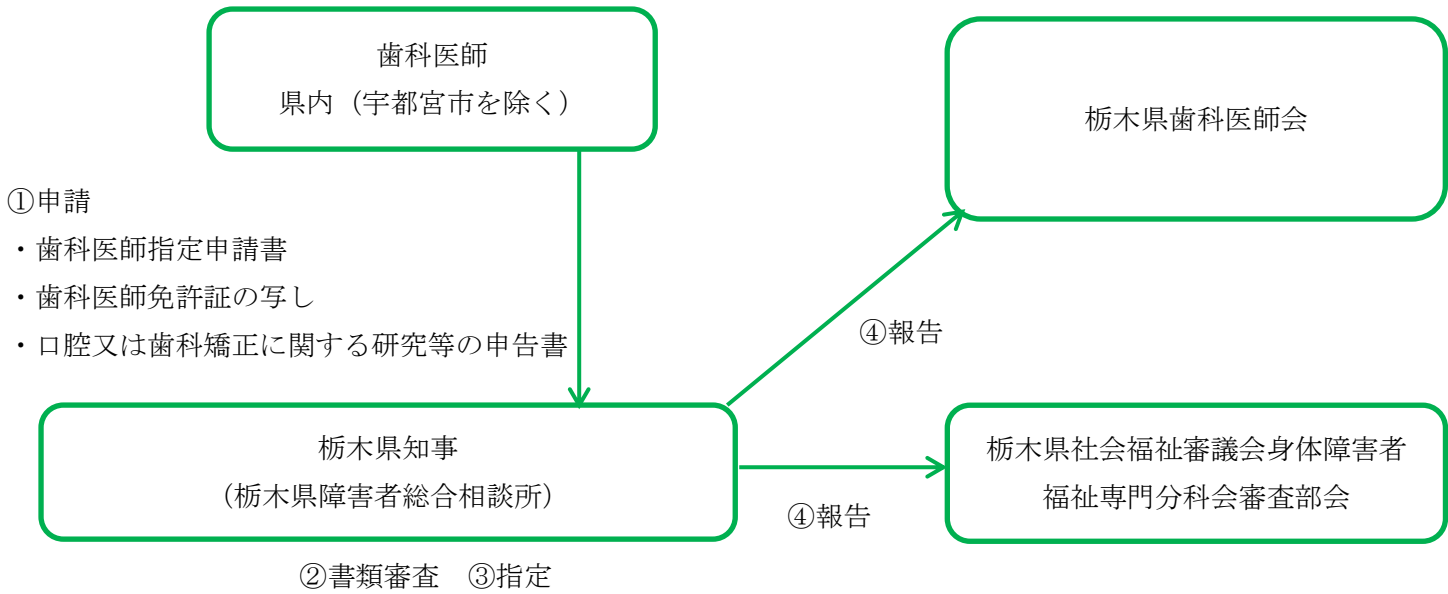 歯科医師
県内（宇都宮市を除く）
栃木県歯科医師会
①申請
・歯科医師指定申請書
・歯科医師免許証の写し
・口腔又は歯科矯正に関する研究等の申告書
④報告
栃木県知事
（栃木県障害者総合相談所）
栃木県社会福祉審議会身体障害者
福祉専門分科会審査部会
④報告
②書類審査　③指定